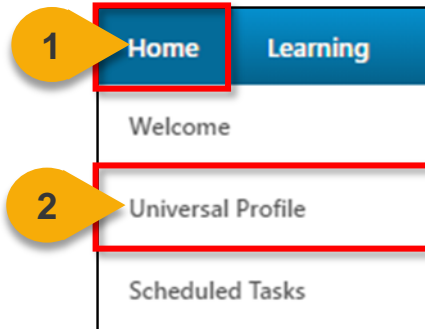 1 Home Learning
Welcome
2 Universal Profile
Scheduled Tasks